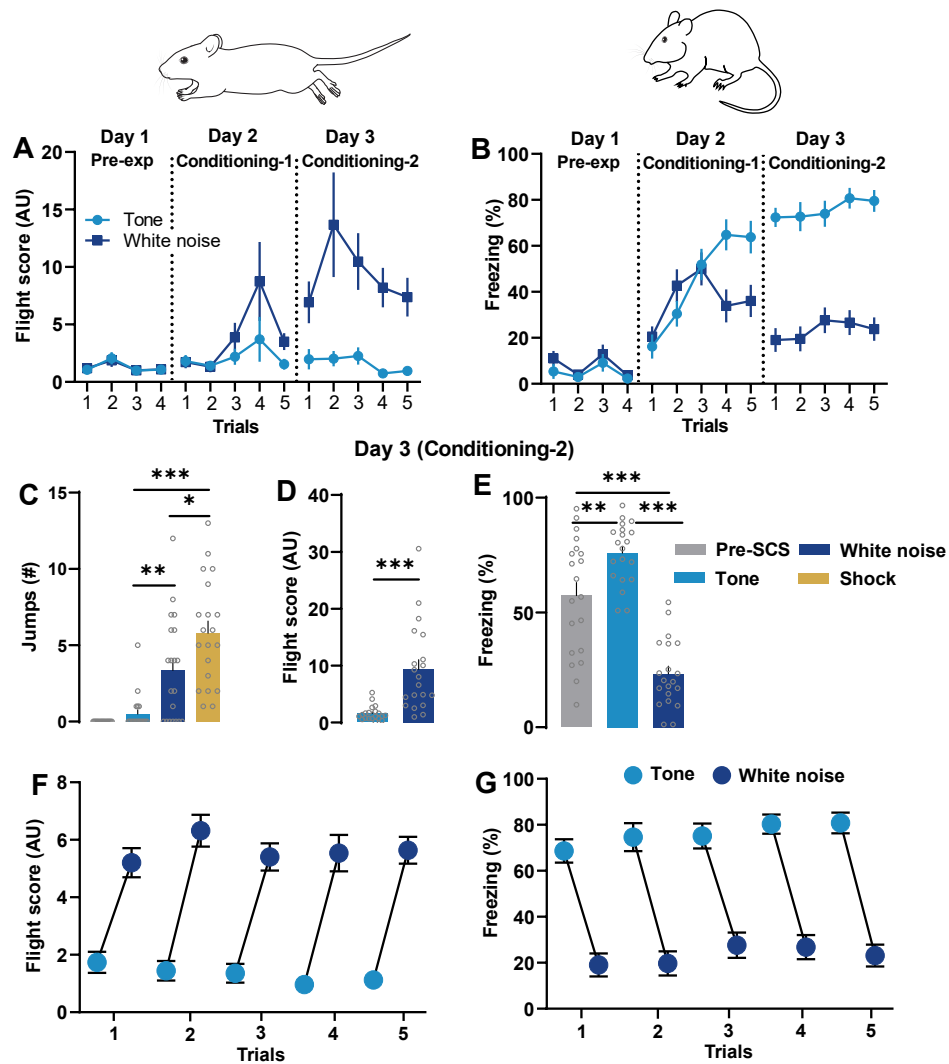 A
Day 1
Pre-exp
Day 2
Conditioning-1
Day 3
Conditioning-2
Flight score (AU)
20
15
10
5
0
Tone
White noise
1 2 3 4 1 2 3 4 5 1 2 3 4 5
Trials
B
Day 1
Pre-exp
Day 2
Conditioning-1
Day 3
Conditioning-2
Freezing (%)
100
80
60
40
20
0
1 2 3 4 1 2 3 4 5 1 2 3 4 5
Trials
Day 3 (Conditioning-2)
C
Jumps (#)
15
10
5
0
***
*
**
D
Flight score (AU)
40
30
20
10
0
***
E
Freezing (%)
100
50
0
***
** ***
Pre-SCS
White noise
Tone
Shock
F
Flight score (AU)
8
6
4
2
0
1 2 3 4 5
Trials
G
Tone
White noise
Freezing (%)
100
80
60
40
20
0
1 2 3 4 5
Trials